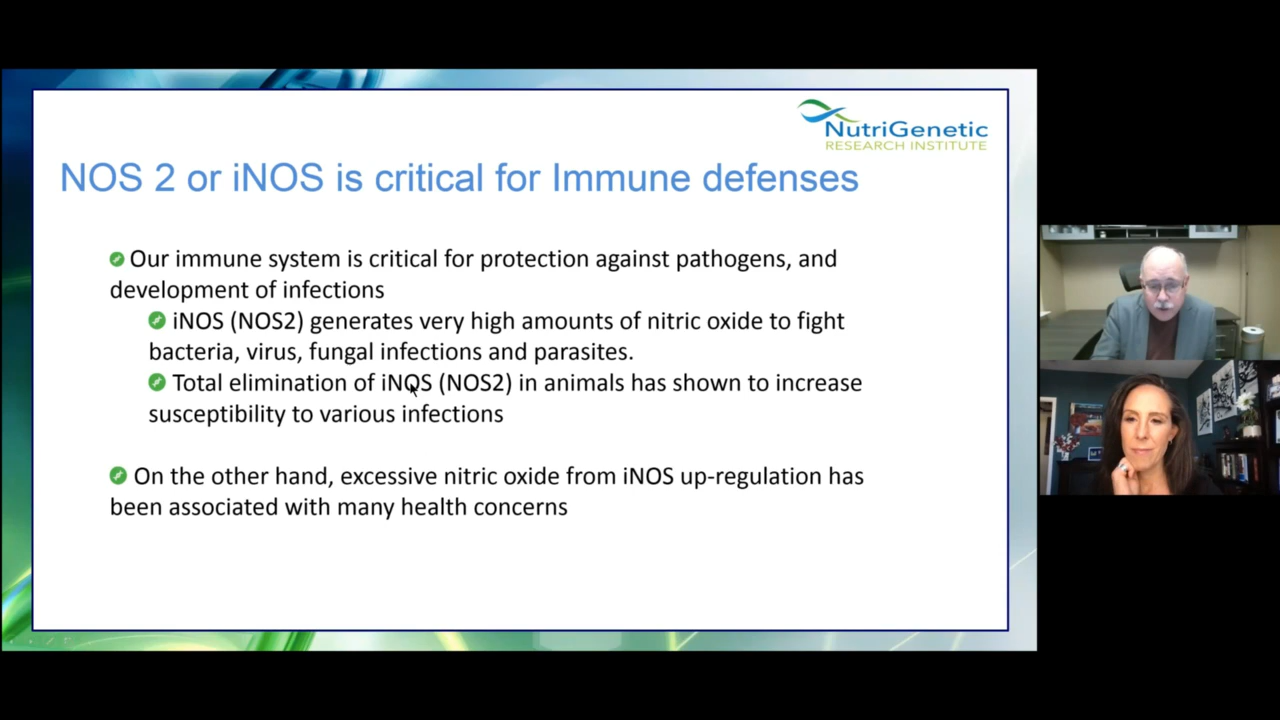 NutriGenetic
RESEARCH INSTITUTE
NOS 2 or iNOS is critical for Immune defenses
Our immune system is critical for protection against pathogens, and
development of infections
iNOS (NOS2) generates very high amounts of nitric oxide to fight
bacteria, virus, fungal infections and parasites.
Total elimination of iNOS (NOS2) in animals has shown to increase
susceptibility to various infections
On the other hand, excessive nitric oxide from iNOS up-regulation has
been associated with many health concerns